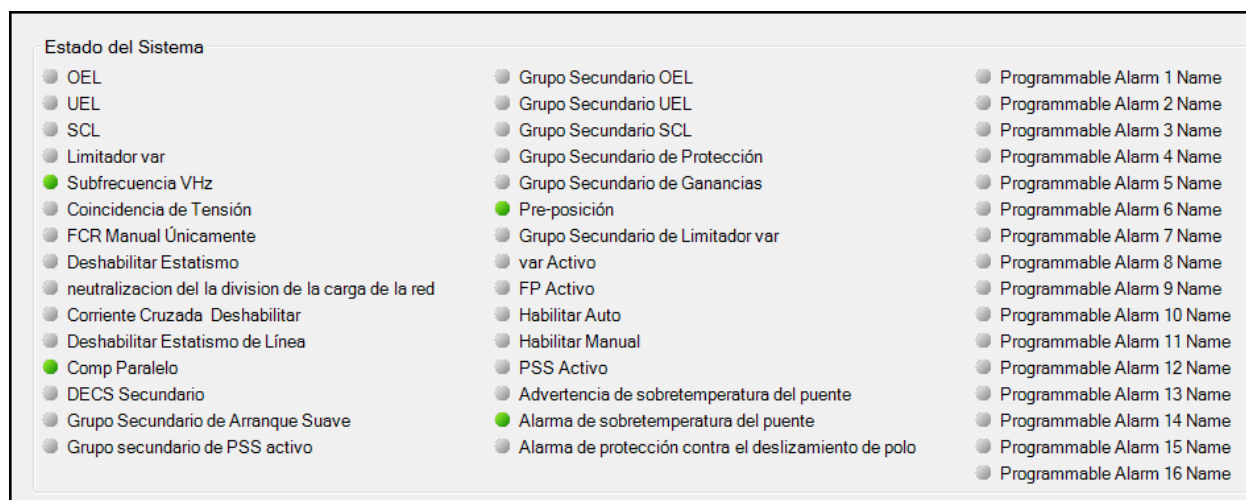 Estado del Sistema
OEL
UEL
SCL
Limitador var
Subfrecuencia VHz
Coincidencia de Tensión
FCR Manual Únicamente
Deshabilitar Estatismo
neutralizacion del la division de la carga de la red
Corriente Cruzada  Deshabilitar
Deshabilitar Estatismo de Línea
Comp Paralelo
DECS Secundario
Grupo Secundario de Arranque Suave
Grupo secundario de PSS activo
Grupo Secundario OEL
Grupo Secundario UEL
Grupo Secundario SCL
Grupo Secundario de Protección
Grupo Secundario de Ganancias
Pre-posición
Grupo Secundario de Limitador var
var Activo
FP Activo
Habilitar Auto
Habilitar Manual
PSS Activo
Advertencia de sobretemperatura del puente
Alarma de sobretemperatura del puente
Alarma de protección contra el deslizamiento de polo
Programmable Alarm 1 Name
Programmable Alarm 2 Name
Programmable Alarm 3 Name
Programmable Alarm 4 Name
Programmable Alarm 5 Name
Programmable Alarm 6 Name
Programmable Alarm 7 Name
Programmable Alarm 8 Name
Programmable Alarm 9 Name
Programmable Alarm 10 Name
Programmable Alarm 11 Name
Programmable Alarm 12 Name
Programmable Alarm 13 Name
Programmable Alarm 14 Name
Programmable Alarm 15 Name
Programmable Alarm 16 Name